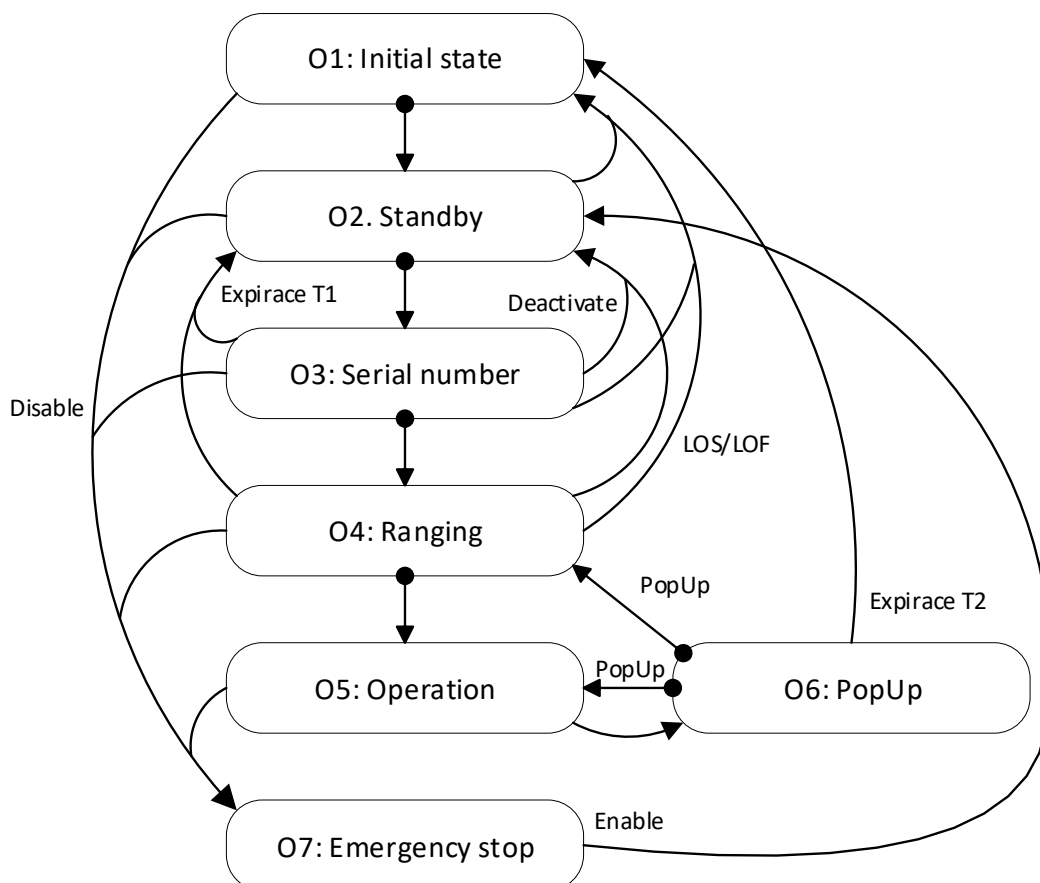 O1: Initial state
O2. Standby
Expirace T1
Deactivate
O3: Serial number
Disable
LOS/LOF
O4: Ranging
PopUp
Expirace T2
PopUp
O5: Operation
O6: PopUp
Enable
O7: Emergency stop